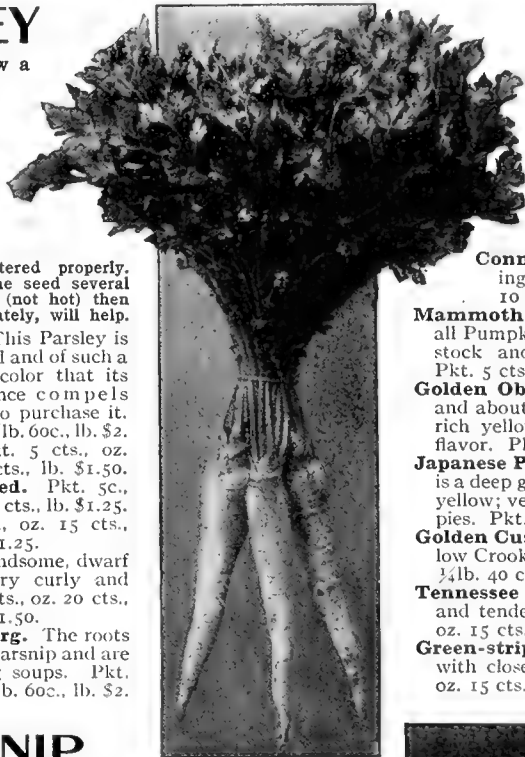 EY
w a
tered properly.
ne seed several
(not hot) then
ately, will help.
This Parsley is
l and of such a
color that its
nce compels
o purchase it.
lb. 60c., lb. $2.
t. 5 cts., oz.
cts., lb. $1.50.
ed. Pkt. 5c.,
cts., lb. $1.25.
., oz. 15 cts.,
1.25.
ndsome, dwarf
ry curly and
ts., oz. 20 cts.,
1.50.
rg. The roots
arsnip and are
g soups. Pkt.
b. 60c., lb. $2.
NIP
Conn
ing
10
Mammoth
all Pumpk
stock and
Pkt. 5 cts
Golden Ob
and about
rich yello
flavor. Pl
Japanese P
is a deep g
yellow; ve
pies. Pkt.
Golden Cus
low Crook
¼lb. 40 c
Tennessee
and tende
oz. 15 cts.
Green-strip
with close
oz. 15 cts.